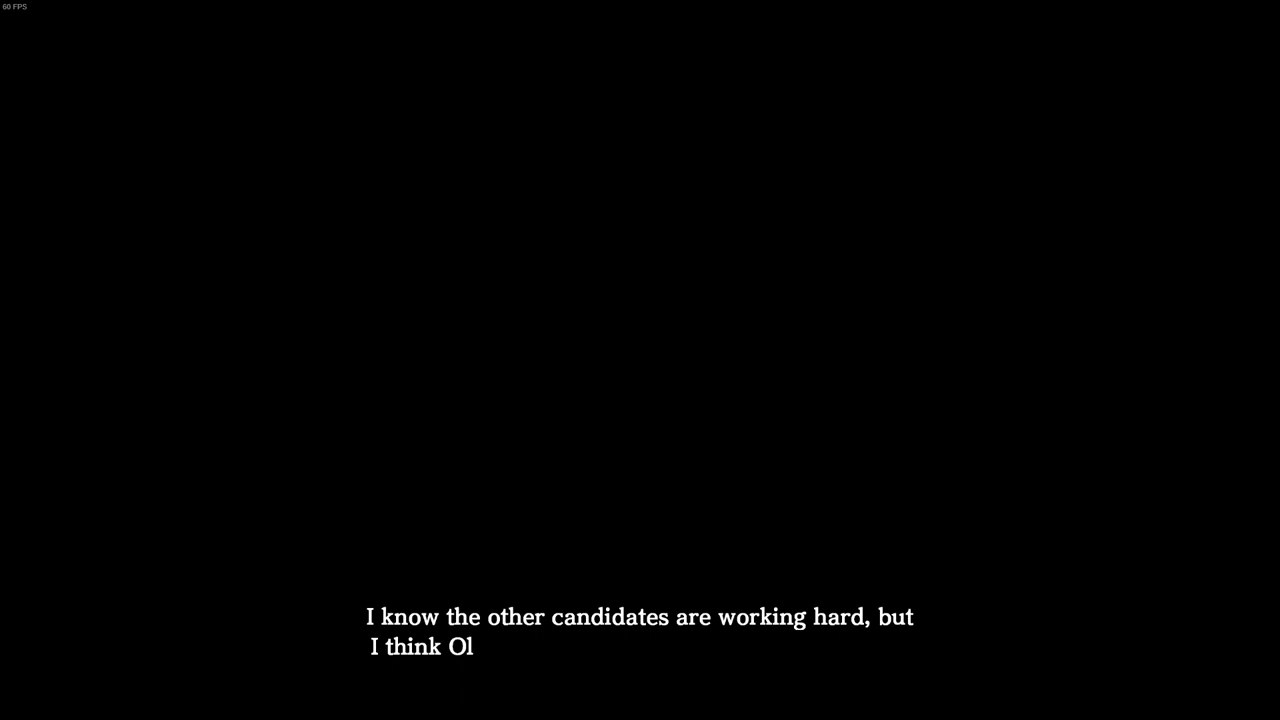 60 FPS
I know the other candidates are working hard, but
I think Ol